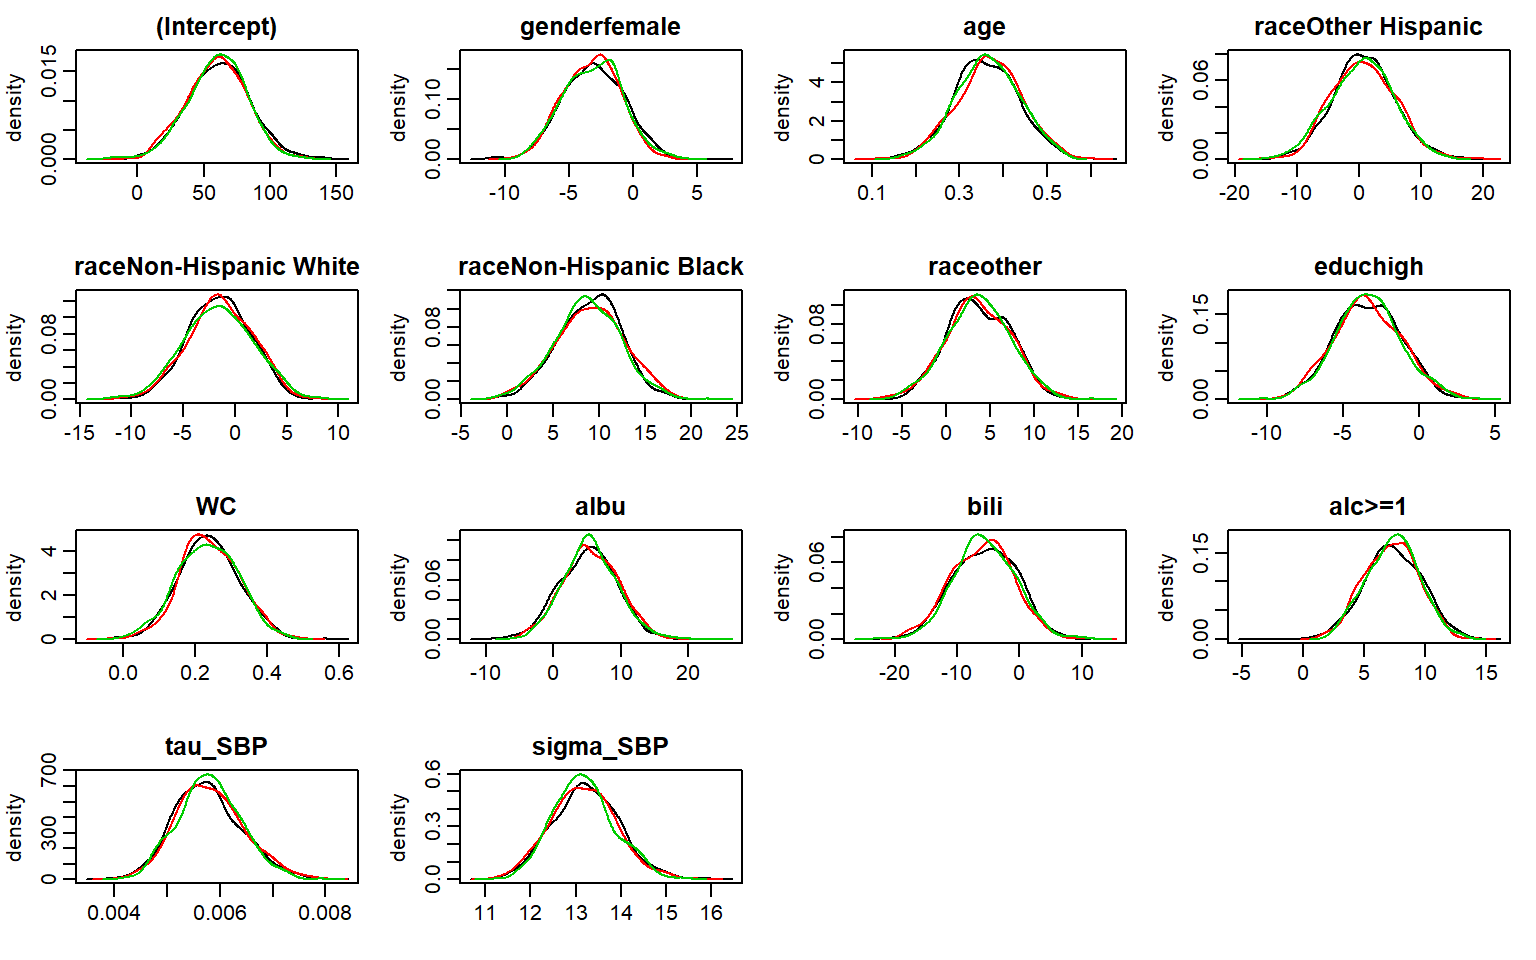 (Intercept) genderfemale age raceOther Hispanic
density 0.000 0.015 density 0.00 0.10 density 0 2 4 density 0.00 0.06
0 50 100 150 -10 -5 0 5 0.1 0.3 0.5 -20 -10 0 10 20
raceNon-Hispanic White raceNon-Hispanic Black raceother educhigh
density 0.00 0.08 density 0.00 0.08 density 0.00 0.08 density 0.00 0.15
-15 -10 -5 0 5 10 -5 0 5 10 15 20 25 -10 -5 0 5 10 15 20 -10 -5 0 5
WC albu bili alc>=1
density 0 2 4 density 0.00 0.06 density 0.00 0.06 density 0.00 0.15
0.0 0.2 0.4 0.6 -10 0 10 20 -20 -10 0 10 -5 0 5 10 15
tau_SBP sigma_SBP
density 0 300 700 density 0.0 0.3 0.6
0.004 0.006 0.008 11 12 13 14 15 16